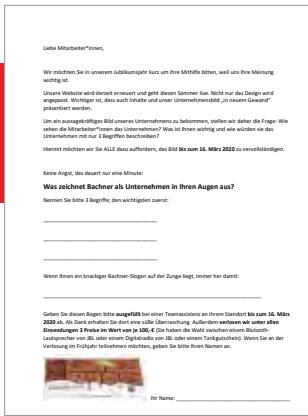 Liebe Mitarbeiter*innen,
Wir möchten Sie in unserem Jubiläumsjahr kurz um Ihre Mithilfe bitten, weil uns Ihre Meinung
wichtig ist.
Unsere Website wird derzeit erneuert und geht diesen Sommer live. Nicht nur das Design wird
angepasst. Wichtiger ist, dass auch Inhalte und unser Unternehmensbild „in neuem Gewand“
präsentiert werden.
Um ein aussagekräftiges Bild unseres Unternehmens zu bekommen, stellen wir daher die Frage: Wie
sehen die Mitarbeiter*innen das Unternehmen? Was ist Ihnen wichtig und wie würden sie das
Unternehmen mit nur 3 Begriffen beschreiben?
Hiermit möchten wir Sie ALLE dazu auffordern, das Bild bis zum 16. März 2020 zu vervollständigen.
Keine Angst, das dauert nur eine Minute:
Was zeichnet Bachner als Unternehmen in Ihren Augen aus?
Nennen Sie bitte 3 Begriffe; den wichtigsten zuerst:
Wenn Ihnen ein knackiger Bachner-Slogan auf der Zunge liegt, immer her damit:
Geben Sie diesen Bogen bitte ausgefüllt bei einer Teamassistenz an Ihrem Standort bis zum 16. März
2020 ab. Als Dank erhalten Sie dort eine süße Überraschung. Außerdem verlosen wir unter allen
Einsendungen 3 Preise im Wert von je 100,-€ (Sie haben die Wahl zwischen einem Blutooth-
Lautsprecher von JBL oder einem Digitalradio von JBL oder einem Tankgutschein). Wenn Sie an der
Verlosung im Frühjahr teilnehmen möchten, geben Sie bitte Ihren Namen an.
Ihr Name: